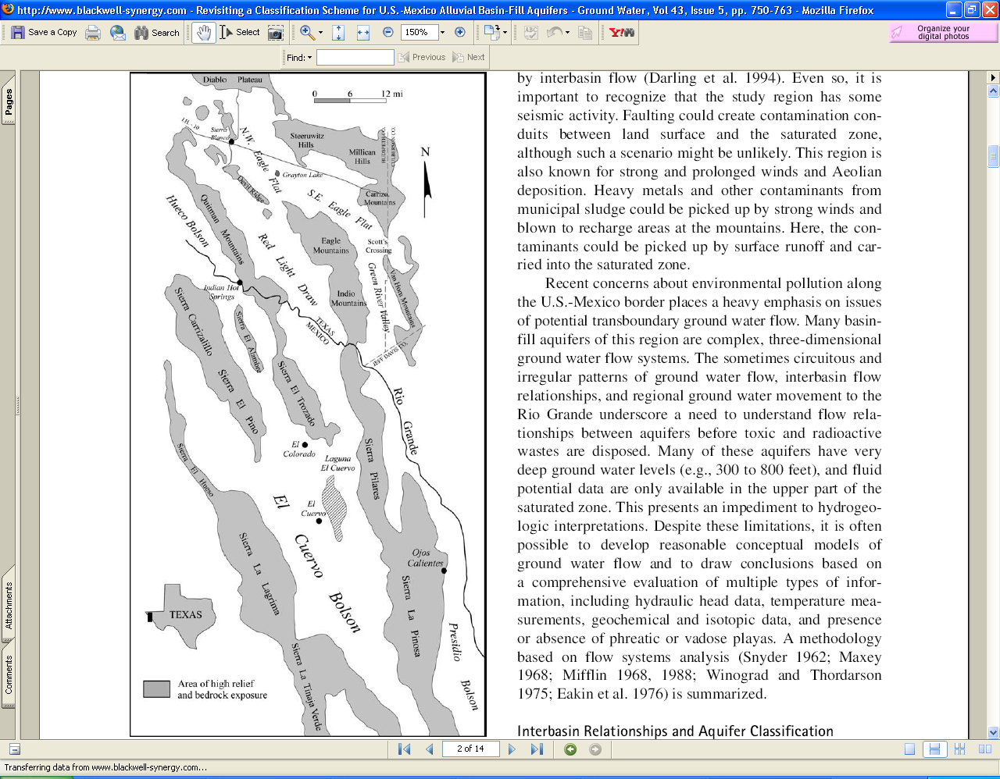 http://www.blackwell-synergy.com - Revisiting a Classification Scheme for U.S.-Mexico Alluvial Basin-Fill Aquifers - Ground Water, Vol 43, Issue 5, pp. 750-763 - Mozilla Firefox
Save a Copy
Search
Select
150%
Y!
Organize your
digital photos
Find:
Previous
Next
Pages
Attachments
Comments
Diablo Plateau
0 6 12 mi
I.H. - 10
Sierra
Blanca
N.W. Eagle Flat
Steeruwitz
Hills
Millican
Hills
HUDSPETH CO.
CULBERSON CO.
N
Grayton Lake
Devil Ridge
S.E. Eagle Flat
Carrizo
Mountains
Hueco Bolson
Quitman Mountains
Red Light Draw
Eagle
Mountains
Scott's
Crossing
Green River Valley
Van Horn Mountains
Indian Hot
Springs
Indio
Mountains
TEXAS
MEXICO
JEFF DAVIS CO.
Sierra Carrizalillo
Sierra El Alambre
Sierra El Pino
Sierra El Trozado
Rio Grande
El
Colorado
Laguna
El Cuervo
Sierra Pilares
Sierra El Hueso
El
Cuervo
El Cuervo Bolson
Ojos
Calientes
Sierra La Lagrima
Sierra La Pinosa
TEXAS
Presidio Bolson
Sierra La Tinaja Verde
Area of high relief
and bedrock exposure
by interbasin flow (Darling et al. 1994). Even so, it is
important to recognize that the study region has some
seismic activity. Faulting could create contamination con-
duits between land surface and the saturated zone,
although such a scenario might be unlikely. This region is
also known for strong and prolonged winds and Aeolian
deposition. Heavy metals and other contaminants from
municipal sludge could be picked up by strong winds and
blown to recharge areas at the mountains. Here, the con-
taminants could be picked up by surface runoff and car-
ried into the saturated zone.
Recent concerns about environmental pollution along
the U.S.-Mexico border places a heavy emphasis on issues
of potential transboundary ground water flow. Many basin-
fill aquifers of this region are complex, three-dimensional
ground water flow systems. The sometimes circuitous and
irregular patterns of ground water flow, interbasin flow
relationships, and regional ground water movement to the
Rio Grande underscore a need to understand flow rela-
tionships between aquifers before toxic and radioactive
wastes are disposed. Many of these aquifers have very
deep ground water levels (e.g., 300 to 800 feet), and fluid
potential data are only available in the upper part of the
saturated zone. This presents an impediment to hydrogeo-
logic interpretations. Despite these limitations, it is often
possible to develop reasonable conceptual models of
ground water flow and to draw conclusions based on
a comprehensive evaluation of multiple types of infor-
mation, including hydraulic head data, temperature mea-
surements, geochemical and isotopic data, and presence
or absence of phreatic or vadose playas. A methodology
based on flow systems analysis (Snyder 1962; Maxey
1968; Mifflin 1968, 1988; Winograd and Thordarson
1975; Eakin et al. 1976) is summarized.
Interbasin Relationships and Aquifer Classification
2 of 14
Transferring data from www.blackwell-synergy.com...